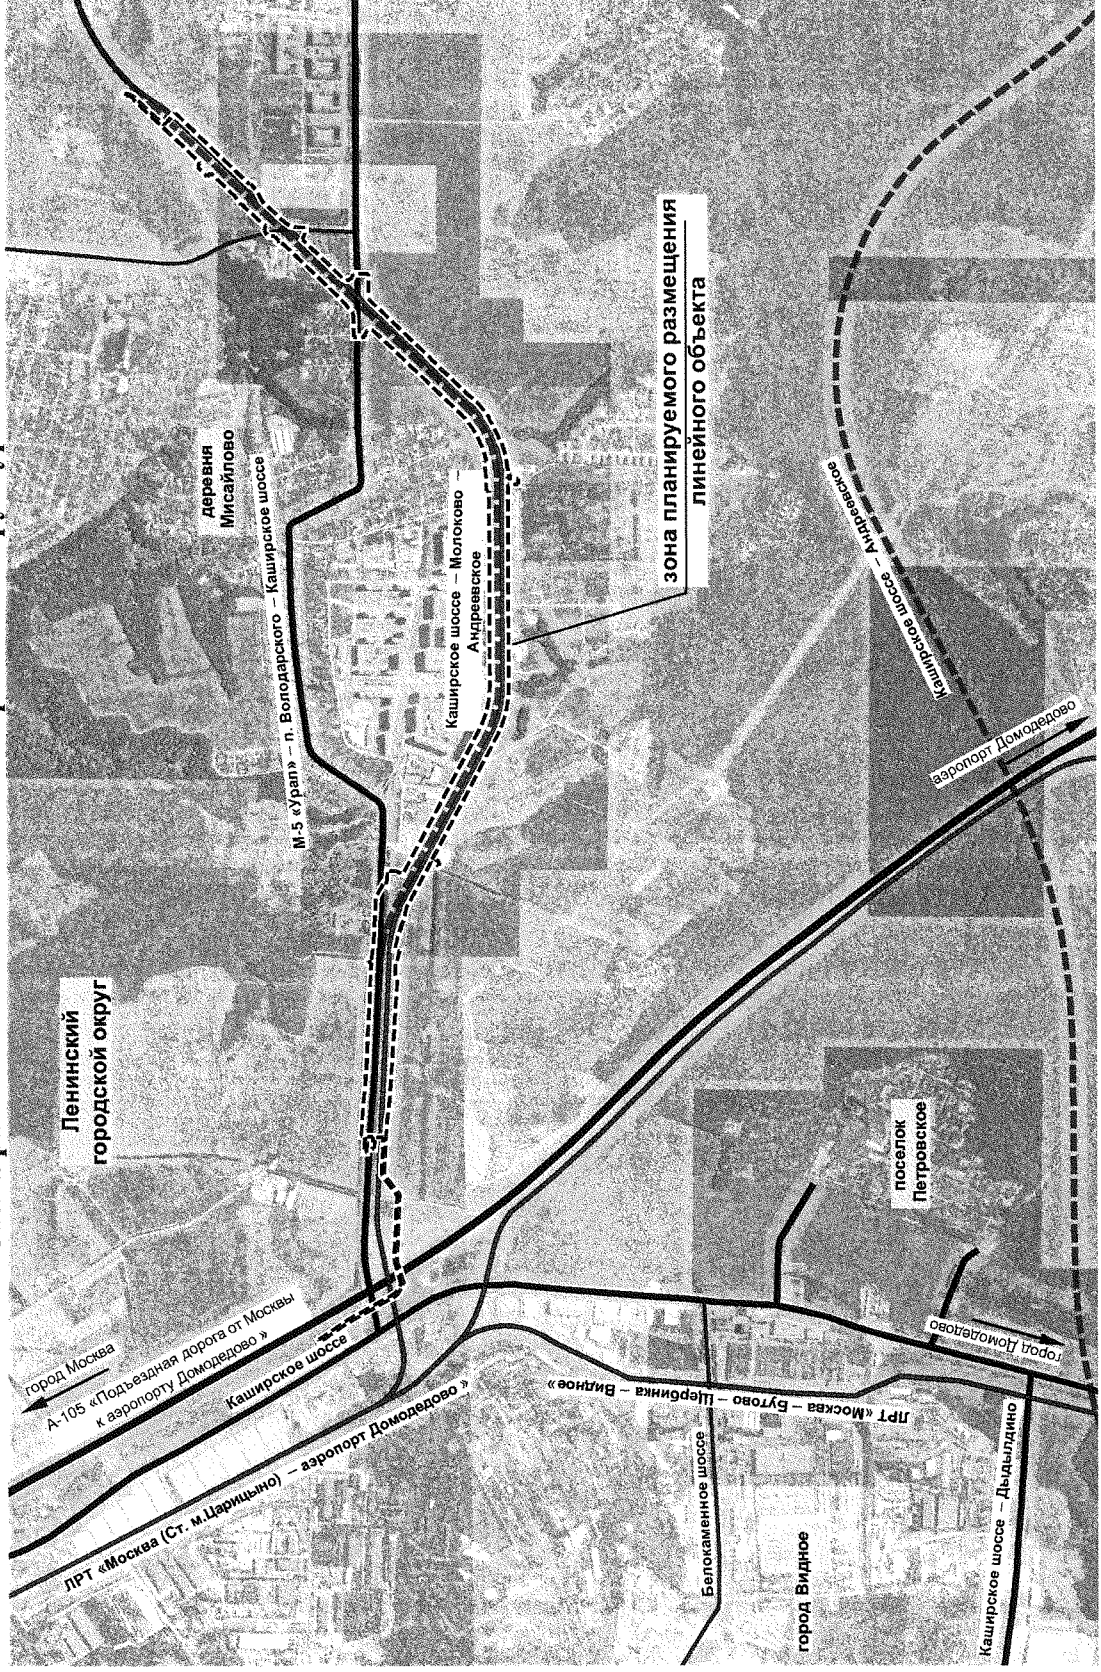 Ленинский
городской округ
город Москва
А-105 «Подъездная дорога от Москвы
к аэропорту Домодедово »
Каширское шоссе
ЛРТ «Москва (Ст. м.Царицыно) – аэропорт Домодедово »
деревня
Мисайлово
М-5 «Урал» – п. Володарского – Каширское шоссе
Каширское шоссе – Молоково –
Андреевское
зона планируемого размещения
линейного объекта
Каширское шоссе – Андреевское
аэропорт Домодедово
поселок
Петровское
город Домодедово
ЛРТ «Москва – Бутово – Щербинка – Видное»
Белокаменное шоссе
город Видное
Каширское шоссе – Дыдылдино